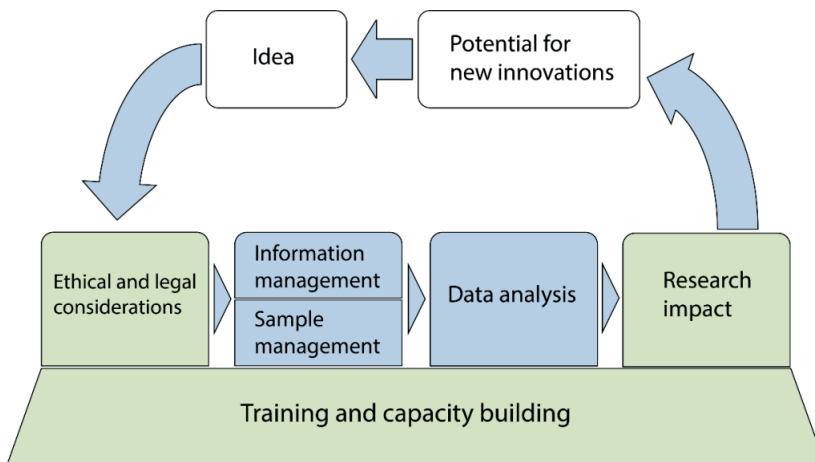 Idea
Potential for
new innovations
Ethical and legal
considerations
Information
management
Sample
management
Data analysis
Research
impact
Training and capacity building